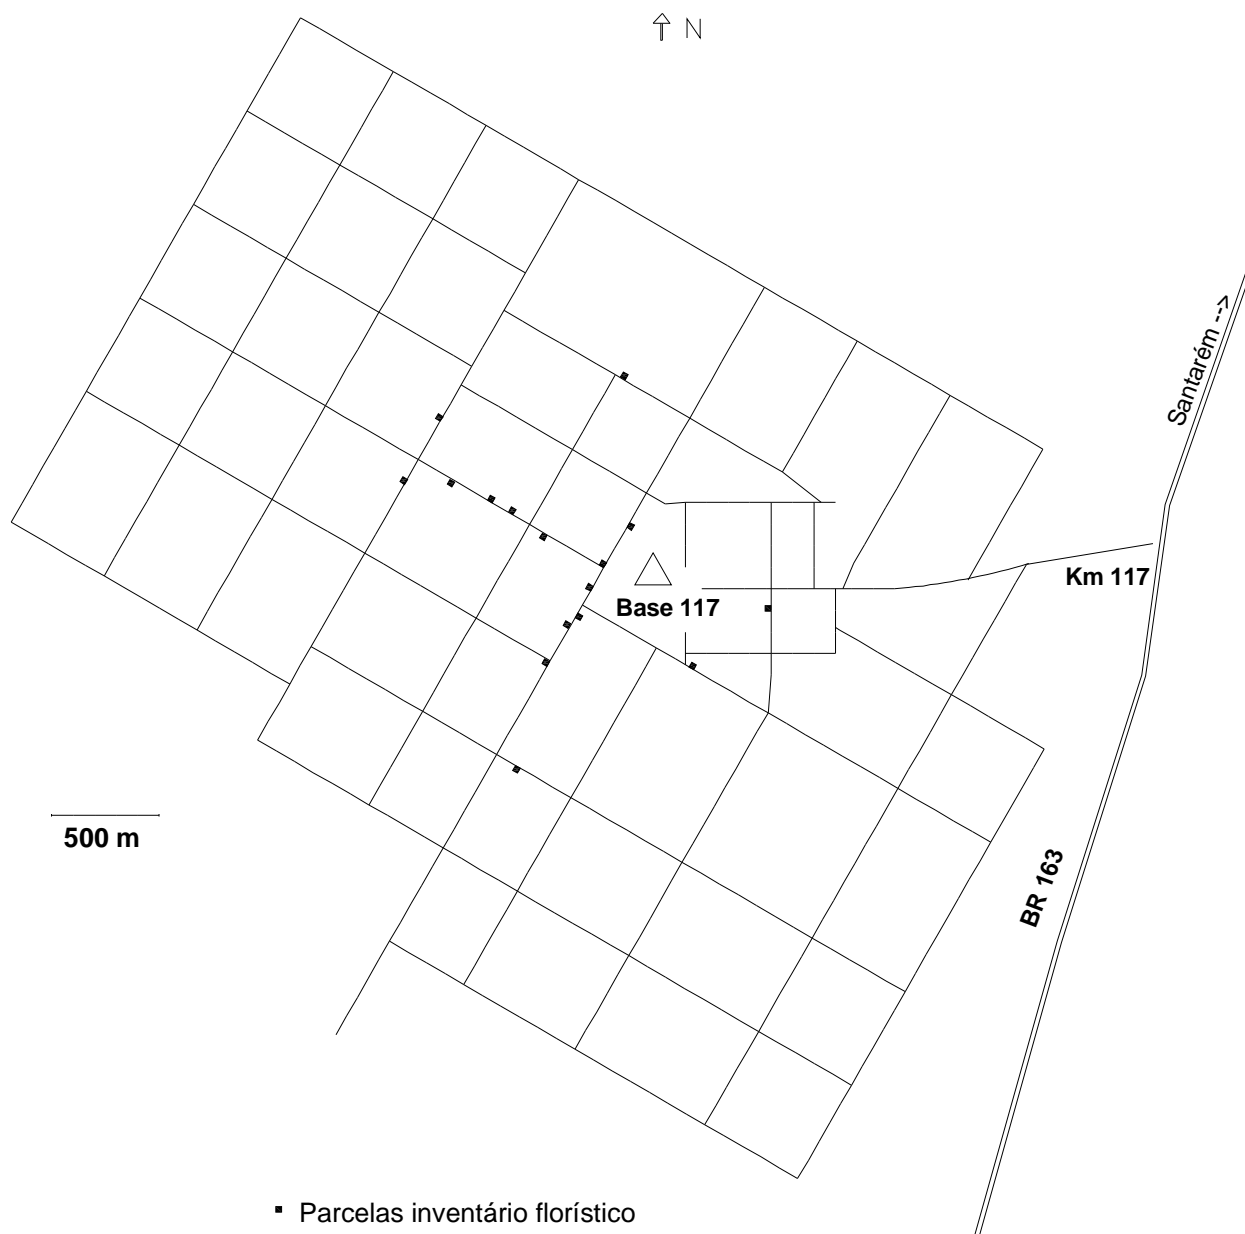 N
Santarém -->
Km 117
Base 117
500 m
BR 163
Parcelas inventário florístico